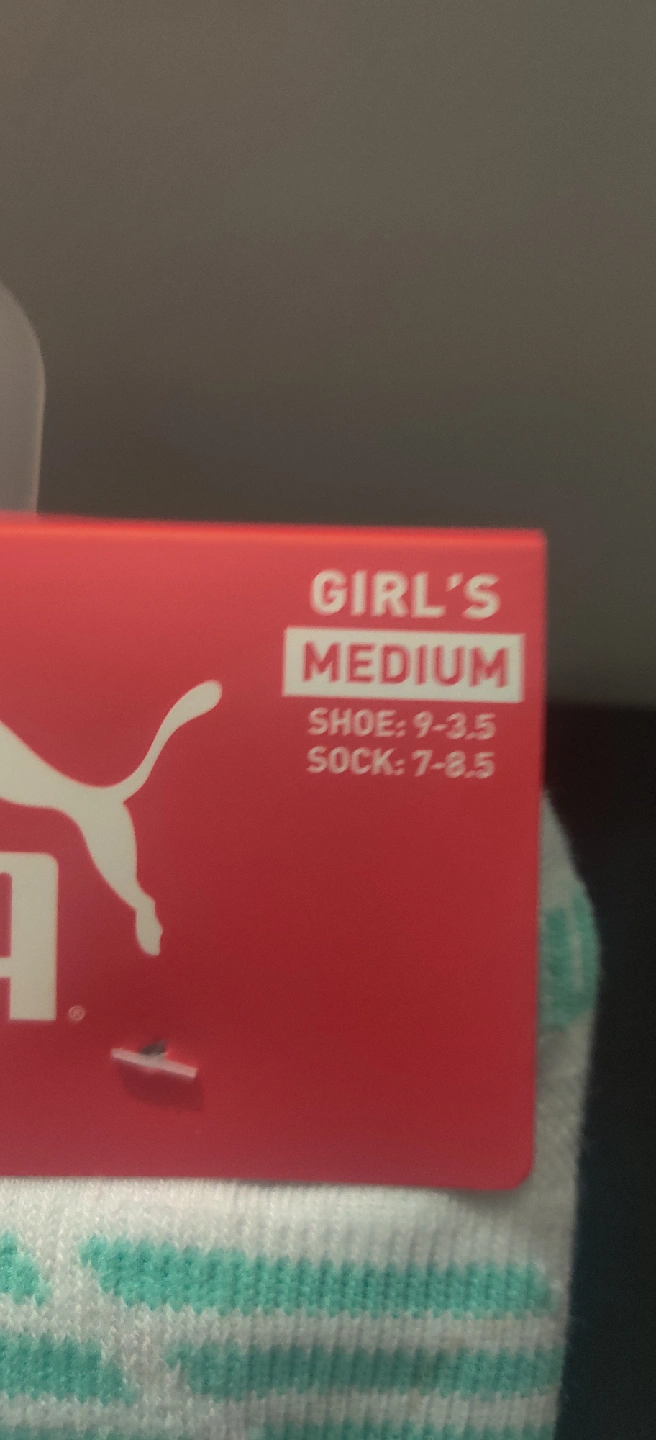 GIRL'S
MEDIUM
SHOE: 9-3.5
SOCK: 7-8.5
A®